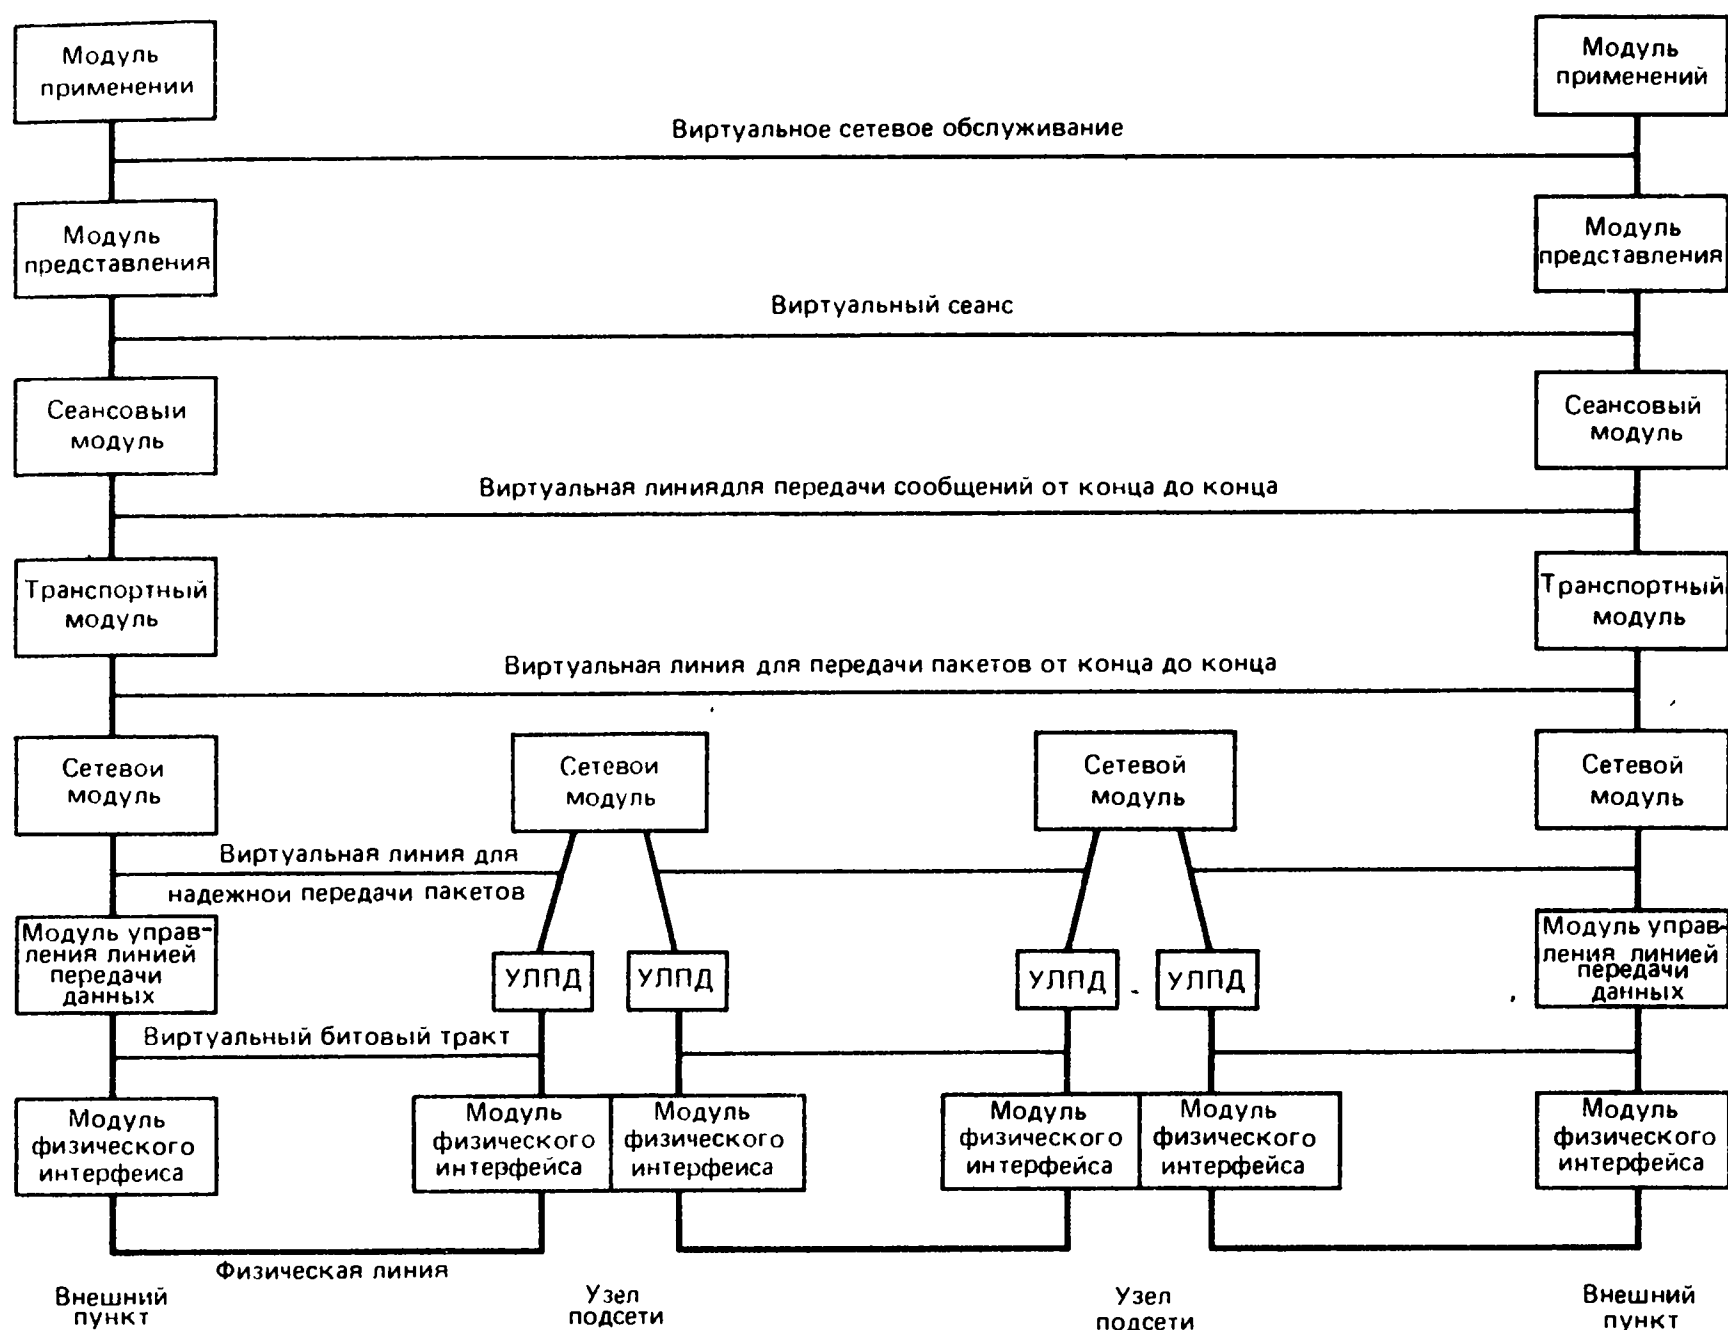 Модуль
применении
Модуль
применений
Виртуальное сетевое обслуживание
Модуль
представления
Модуль
представления
Виртуальный сеанс
Сеансовыи
модуль
Сеансовый
модуль
Виртуальная линиядля передачи сообщений от конца до конца
Транспортный
модуль
Транспортный
модуль
Виртуальная линия для передачи пакетов от конца до конца
Сетевои
модуль
Сетевои
модуль
Сетевой
модуль
Сетевой
модуль
Виртуальная линия для
надежнои передачи пакетов
Модуль управ-
ления линией
передачи
данных
УЛПД
УЛПД
УЛПД
УЛПД
Модуль управ-
ления линией
передачи
данных
Виртуальный битовый тракт
Модуль
физического
интерфеиса
Модуль
физического
интерфейса
Модуль
физического
интерфеиса
Модуль
физического
интерфейса
Модуль
физического
интерфейса
Модуль
физического
интерфейса
Физическая линия
Внешний
пункт
Узел
подсети
Узел
подсети
Внешний
пункт